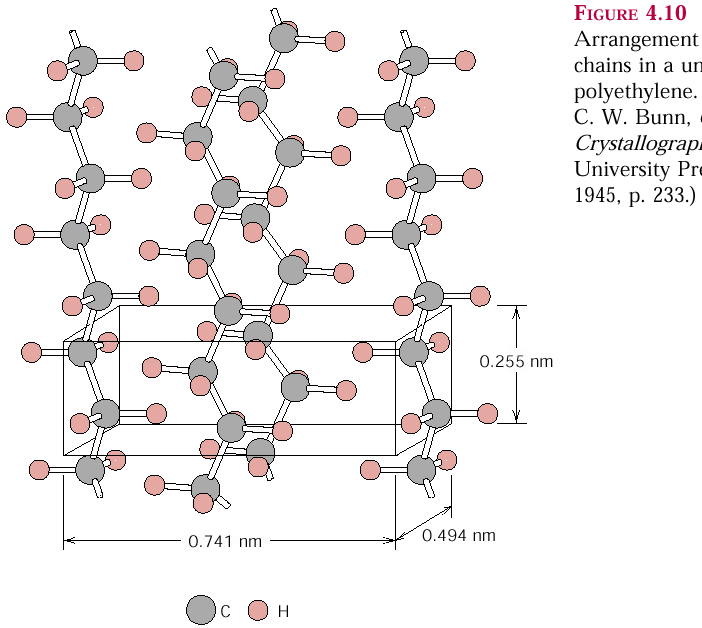 FIGURE 4.10
Arrangement
chains in a un
polyethylene.
C. W. Bunn,
Crystallograph
University Pre
1945, p. 233.)
0.255 nm
0.494 nm
0.741 nm
C H